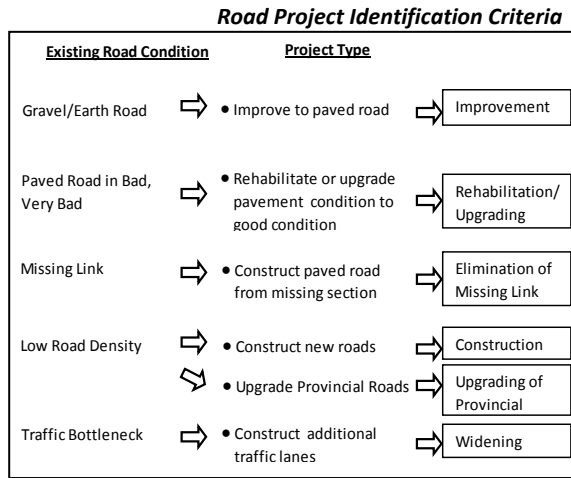 Road Project Identification Criteria
Existing Road Condition
Project Type
Gravel/Earth Road
• Improve to paved road
Improvement
Paved Road in Bad,
Very Bad
• Rehabilitate or upgrade
pavement condition to
good condition
Rehabilitation/
Upgrading
Missing Link
• Construct paved road
from missing section
Elimination of
Missing Link
Low Road Density
• Construct new roads
Construction
• Upgrade Provincial Roads
Upgrading of
Provincial
Traffic Bottleneck
• Construct additional
traffic lanes
Widening